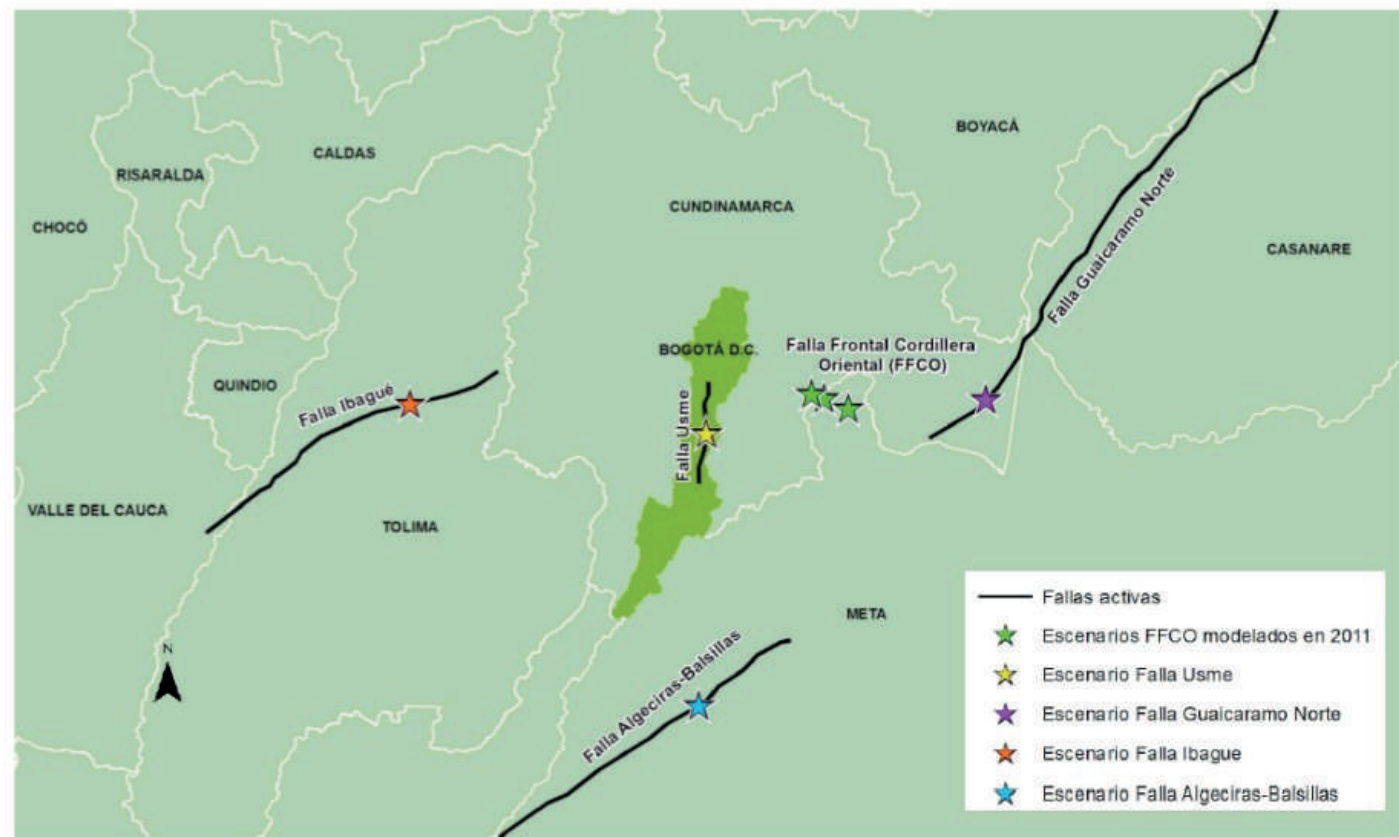 BOYACÁ
CALDAS
RISARALDA
CUNDINAMARCA
CHOCÓ
Falla Guaicaramo Norte
CASANARE
Falla Frontal Cordillera
Oriental (FFCO)
BOGOTÁ D.C.
QUINDIO
Falla Ibagué
Falla Usme
VALLE DEL CAUCA
TOLIMA
META
N
Falla Algeciras-Balsillas
Fallas activas
Escenarios FFCO modelados en 2011
Escenario Falla Usme
Escenario Falla Guaicaramo Norte
Escenario Falla Ibague
Escenario Falla Algeciras-Balsillas